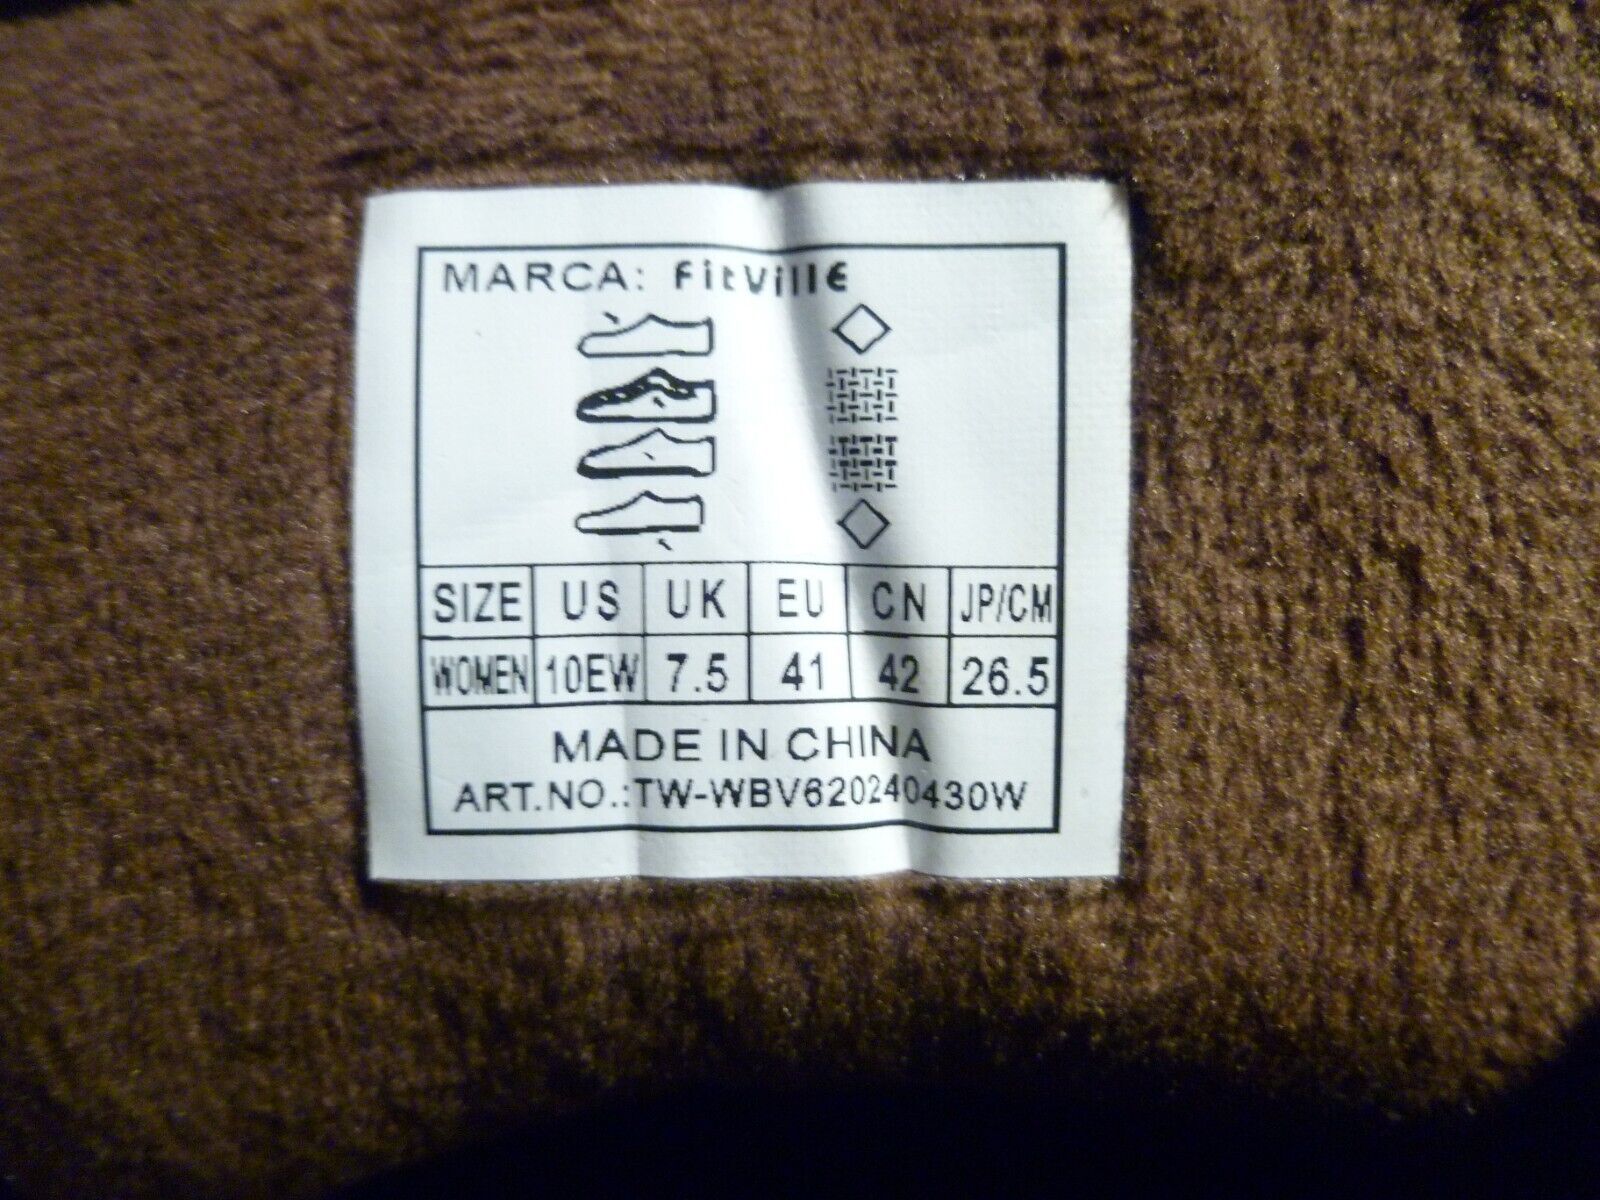 MARCA: FitVille
SIZE US UK EU CN JP/CM
WOMEN 10EW 7.5 41 42 26.5
MADE IN CHINA
ART.NO.:TW-WBV620240430W